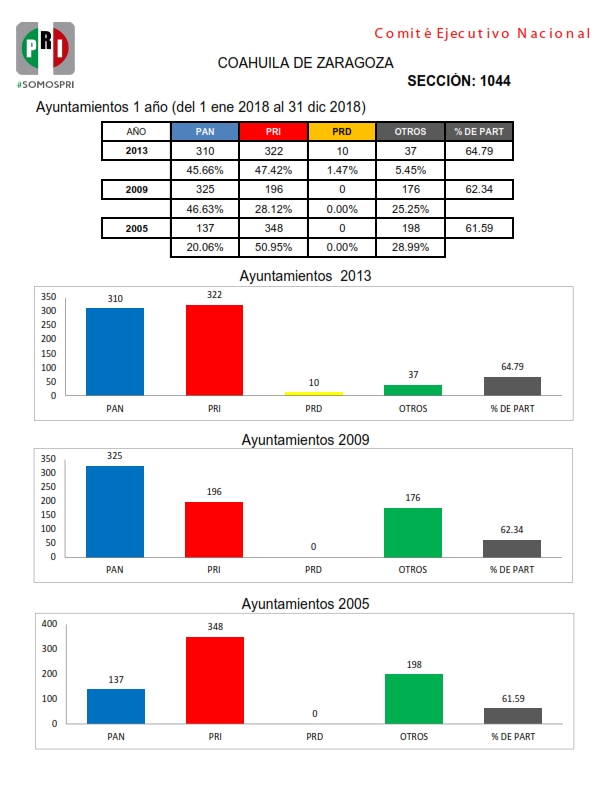 Comité Ejecutivo Nacional
PRI
#SOMOSPRI
COAHUILA DE ZARAGOZA
SECCIÓN: 1044
Ayuntamientos 1 año (del 1 ene 2018 al 31 dic 2018)
AÑO PAN PRI PRD OTROS % DE PART
2013 310 322 10 37 64.79
45.66% 47.42% 1.47% 5.45%
2009 325 196 0 176 62.34
46.63% 28.12% 0.00% 25.25%
2005 137 348 0 198 61.59
20.06% 50.95% 0.00% 28.99%
Ayuntamientos 2013
350
300
250
200
150
100
50
0
310 322 10 37 64.79
PAN PRI PRD OTROS % DE PART
Ayuntamientos 2009
350
300
250
200
150
100
50
0
325 196 0 176 62.34
PAN PRI PRD OTROS % DE PART
Ayuntamientos 2005
400
300
200
100
0
137 348 0 198 61.59
PAN PRI PRD OTROS % DE PART